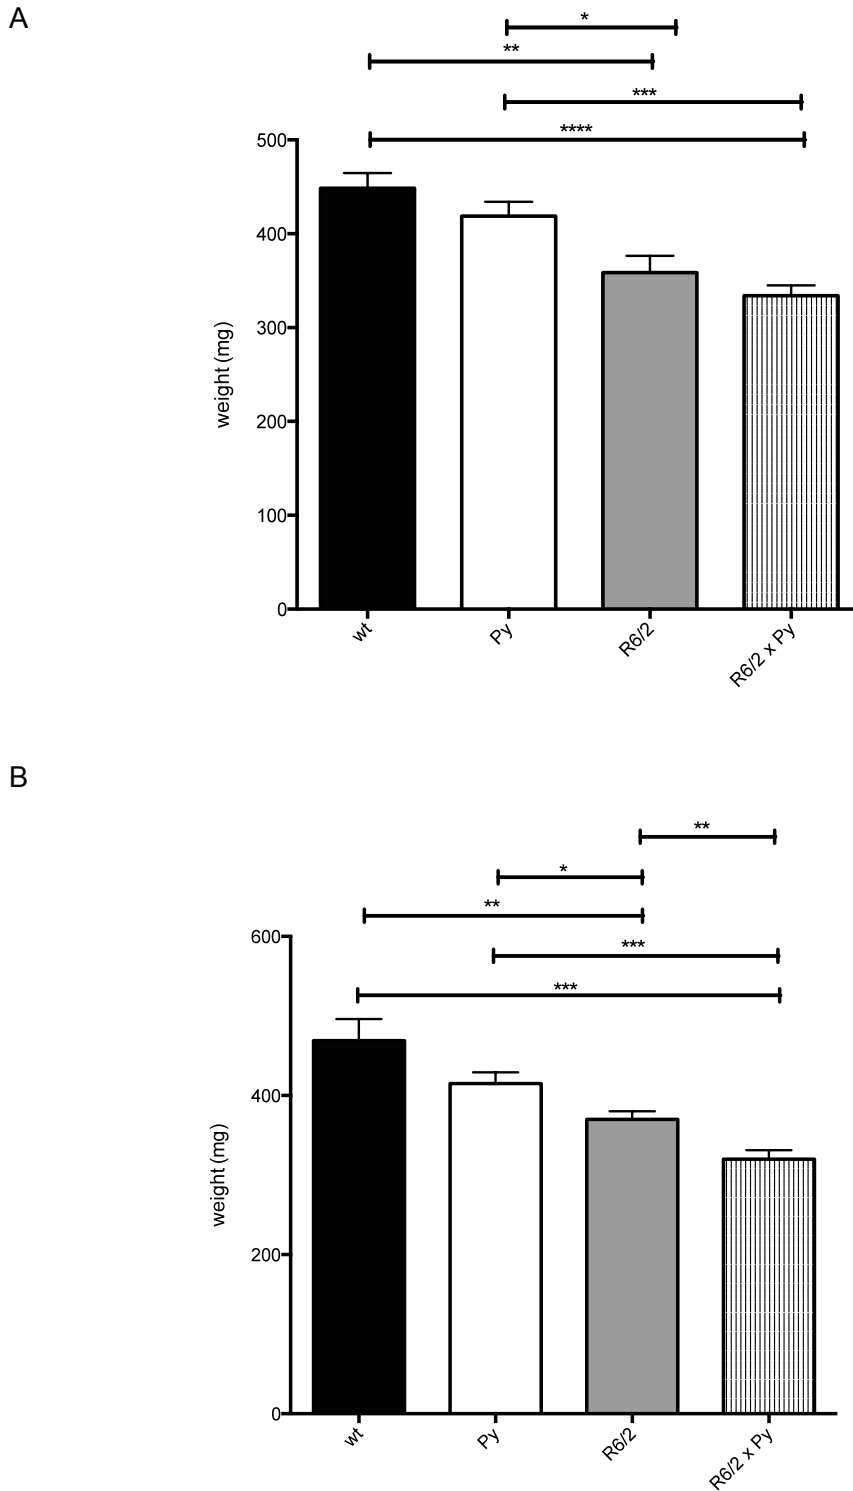 A
*
**
***
****
500
400
300
200
100
0
weight (mg)
wt
Py
R6/2
R6/2 x Py
B
**
*
**
***
***
600
400
200
0
weight (mg)
wt
Py
R6/2
R6/2 x Py